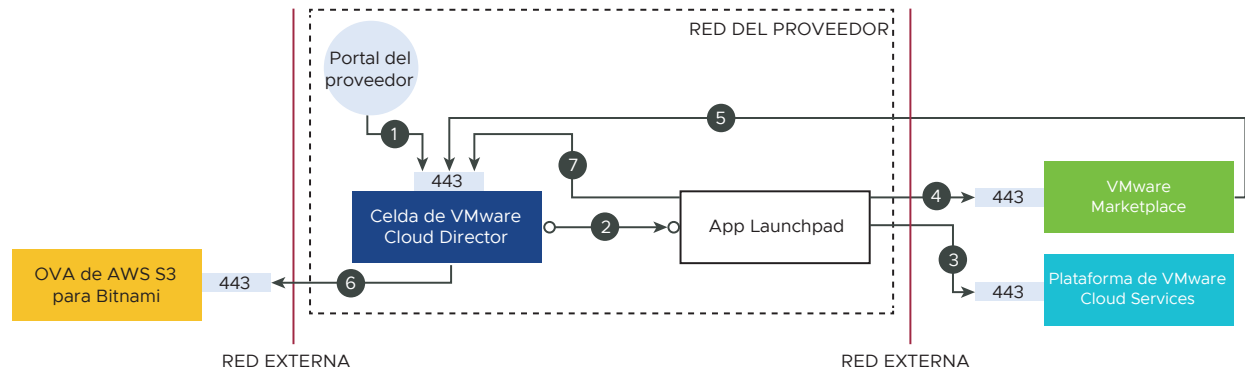 RED DEL PROVEEDOR
Portal del
proveedor
1
5
7
443
4
443
VMware
Marketplace
Celda de VMware
Cloud Director
2
App Launchpad
3
OVA de AWS S3
para Bitnami
443
6
443
Plataforma de VMware
Cloud Services
RED EXTERNA
RED EXTERNA